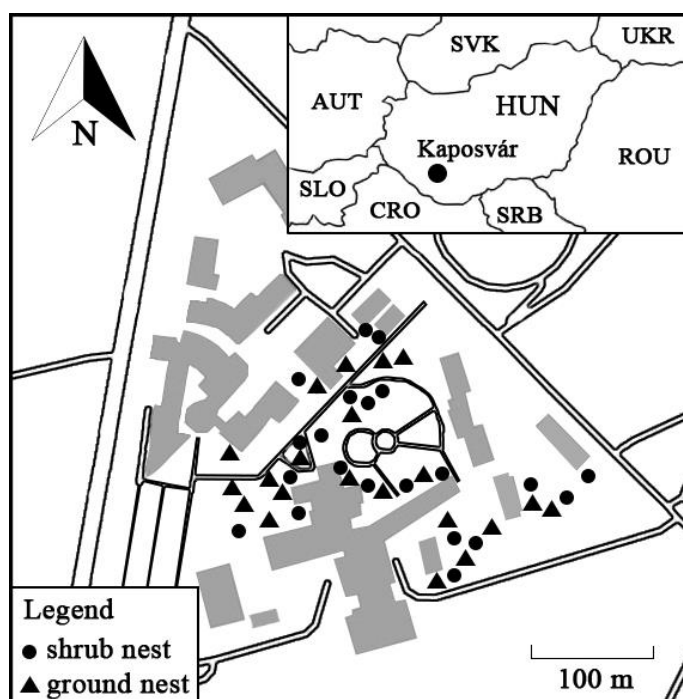 N
SVK
UKR
AUT
HUN
Kaposvár
ROU
SLO
CRO
SRB
Legend
shrub nest
ground nest
100 m